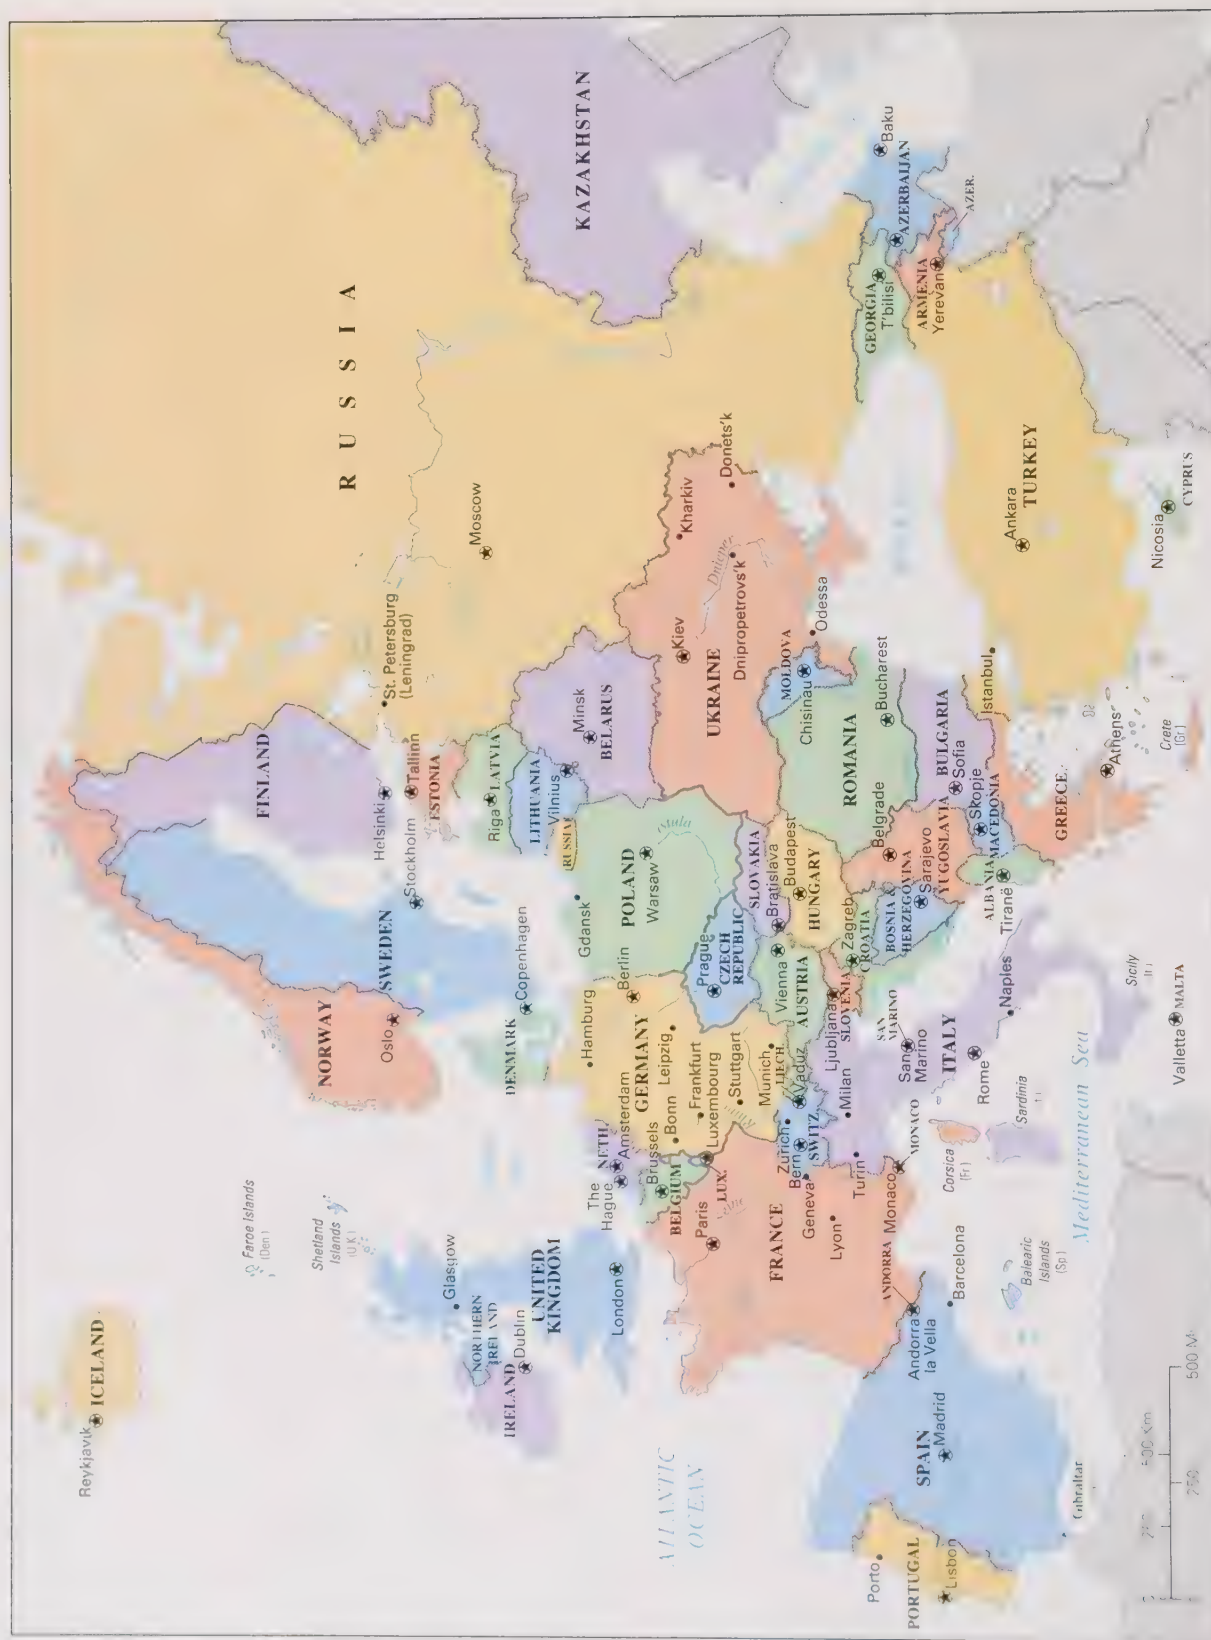 Reykjavik
ICELAND
Faroe Islands
(Den)
Shetland
Islands
(U.K)
NORWAY
Oslo
SWEDEN
Stockholm
FINLAND
Helsinki
RUSSIA
St. Petersburg
(Leningrad)
Moscow
KAZAKHSTAN
Tallinn
ESTONIA
Riga
LATVIA
LITHUANIA
Vilnius
RUSSIA
Minsk
BELARUS
DENMARK
Copenhagen
Glasgow
NORTHERN
IRELAND
IRELAND
Dublin
UNITED
KINGDOM
London
The
Hague
NETH.
Amsterdam
Brussels
BELGIUM
LUX.
Luxembourg
Hamburg
Berlin
GERMANY
Leipzig
Bonn
Frankfurt
Stuttgart
Munich
Gdansk
POLAND
Warsaw
Prague
CZECH
REPUBLIC
SLOVAKIA
Bratislava
Kiev
UKRAINE
Kharkiv
Dnipropetrovs'k
Donets'k
Odessa
MOLDOVA
Chisinau
ATLANTIC
OCEAN
Paris
FRANCE
Lyon
Zurich
Bern
SWITZ
Geneva
LIECH.
Vaduz
Vienna
AUSTRIA
Budapest
HUNGARY
ROMANIA
Bucharest
Ljubljana
SLOVENIA
Zagreb
CROATIA
BOSNIA &
HERZEGOVINA
Sarajevo
Belgrade
YUGOSLAVIA
BULGARIA
Sofia
Skopje
MACEDONIA
ALBANIA
Tiranë
GREECE
Athens
Crete
(Gr)
Milan
Turin
SAN
MARINO
San
Marino
ITALY
Rome
Naples
Monaco
MONACO
Corsica
(Fr)
Sardinia
Sicily
Valletta
MALTA
Mediterranean Sea
ANDORRA
Andorra
la Vella
Barcelona
Balearic
Islands
(Sp)
SPAIN
Madrid
Porto
PORTUGAL
Lisbon
Gibraltar
Istanbul
Ankara
TURKEY
Nicosia
CYPRUS
GEORGIA
T'bilisi
ARMENIA
Yerevan
AZERBAIJAN
Baku
AZER.
0
250
500 Mi
500 Km